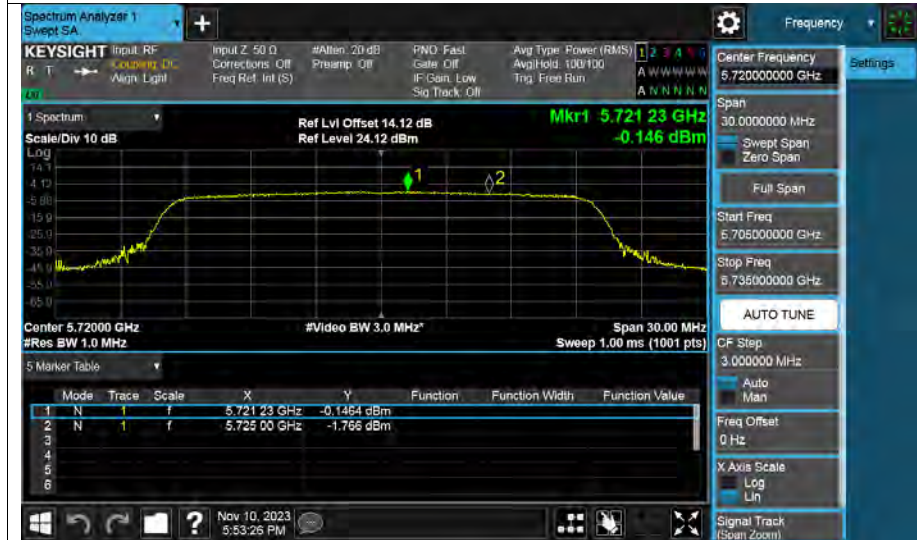 Spectrum Analyzer 1
Swept SA
+
Frequency
KEYSIGHT
R T
Input: RF
Coupling: DC
Align: Light
Input Z: 50 Ω
Corrections: Off
Freq Ref: Int (S)
#Atten: 20 dB
Preamp: Off
PNO: Fast
Gate: Off
IF Gain: Low
Sig Track: Off
Avg Type: Power (RMS)
Avg|Hold: 100/100
Trig: Free Run
1 2 3 4 5 6
A W W W W W
A N N N N N
Settings
1 Spectrum
Scale/Div 10 dB
Ref Lvl Offset 14.12 dB
Ref Level 24.12 dBm
Mkr1 5.721 23 GHz
-0.146 dBm
Log
14.1
4.12
-5.88
-15.9
-25.9
-35.9
-45.9
-55.9
-65.9
1
2
Center 5.72000 GHz
#Video BW 3.0 MHz*
Span 30.00 MHz
#Res BW 1.0 MHz
Sweep 1.00 ms (1001 pts)
5 Marker Table
Mode Trace Scale X Y Function Function Width Function Value
1 N 1 f 5.721 23 GHz -0.1464 dBm
2 N 1 f 5.725 00 GHz -1.766 dBm
3
4
5
6
Nov 10, 2023
5:53:26 PM
?
Center Frequency
5.720000000 GHz
Span
30.0000000 MHz
Swept Span
Zero Span
Full Span
Start Freq
5.705000000 GHz
Stop Freq
5.735000000 GHz
AUTO TUNE
CF Step
3.000000 MHz
Auto
Man
Freq Offset
0 Hz
X Axis Scale
Log
Lin
Signal Track
(Span Zoom)